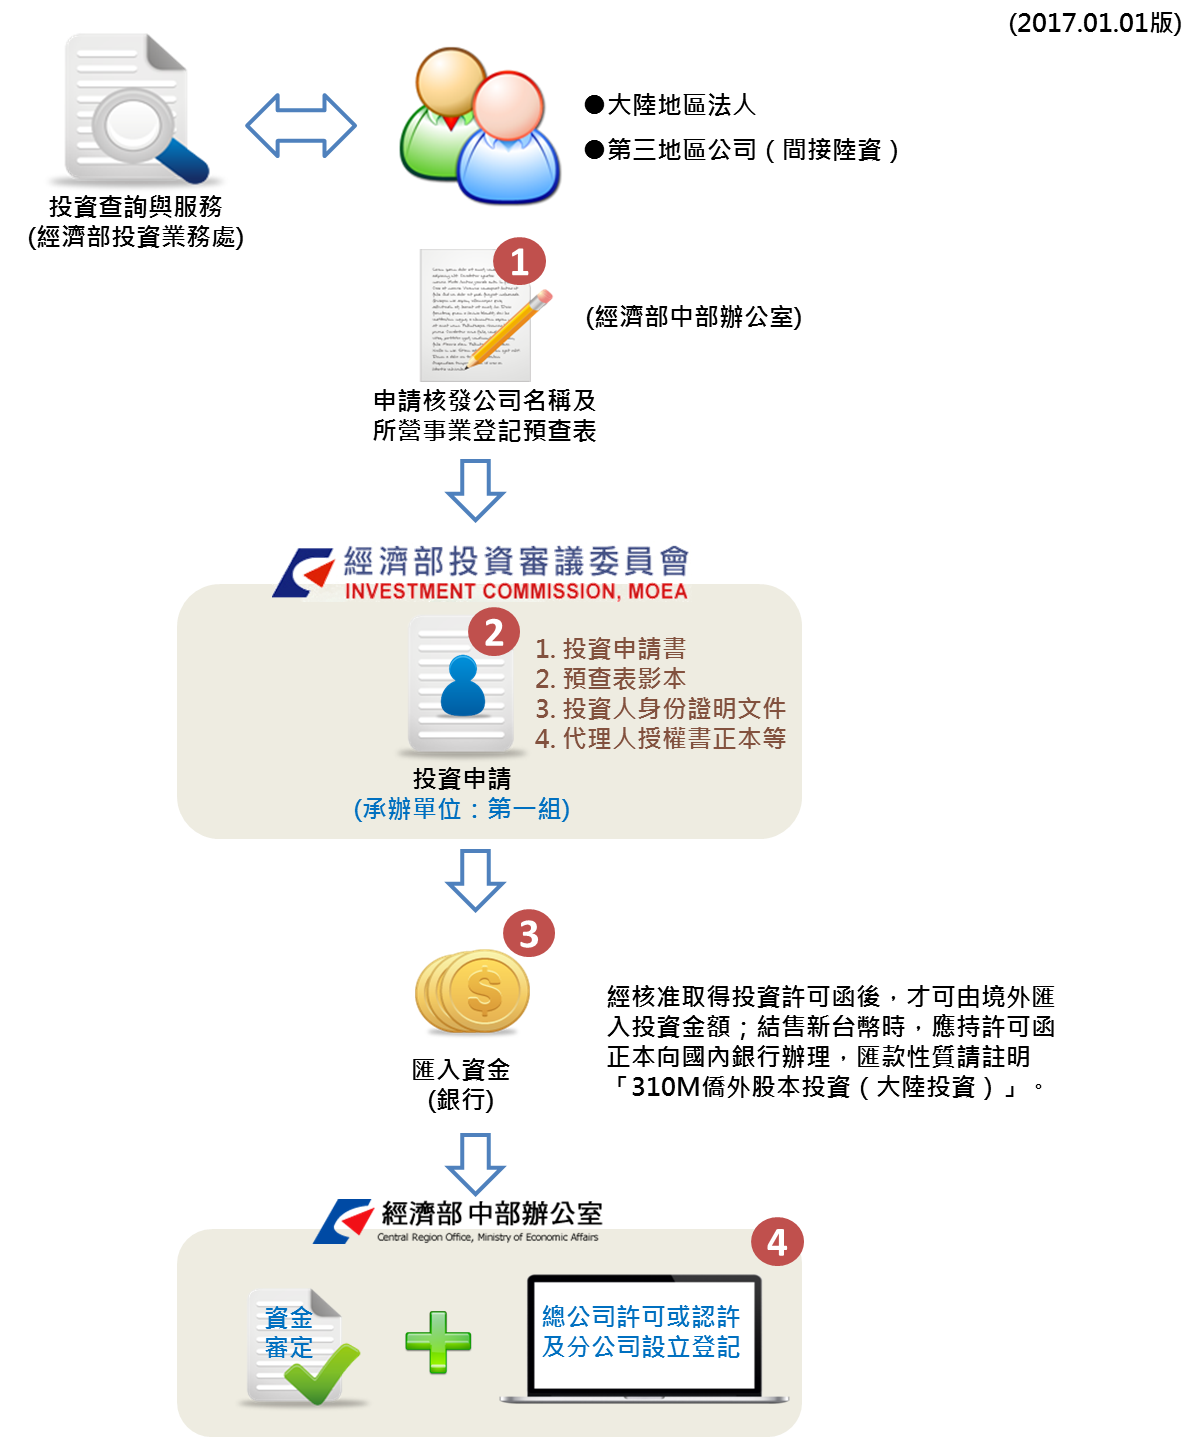 (2017.01.01版)
●大陸地區法人
●第三地區公司（間接陸資）
投資查詢與服務
(經濟部投資業務處)
1
(經濟部中部辦公室)
申請核發公司名稱及
所營事業登記預查表
經濟部投資審議委員會
INVESTMENT COMMISSION, MOEA
2
1. 投資申請書
2. 預查表影本
3. 投資人身份證明文件
4. 代理人授權書正本等
投資申請
(承辦單位：第一組)
3
經核准取得投資許可函後，才可由境外匯
入投資金額；結售新台幣時，應持許可函
正本向國內銀行辦理，匯款性質請註明
「310M僑外股本投資（大陸投資）」。
匯入資金
(銀行)
經濟部 中部辦公室
Central Region Office, Ministry of Economic Affairs
4
資金
審定
總公司許可或認許
及分公司設立登記